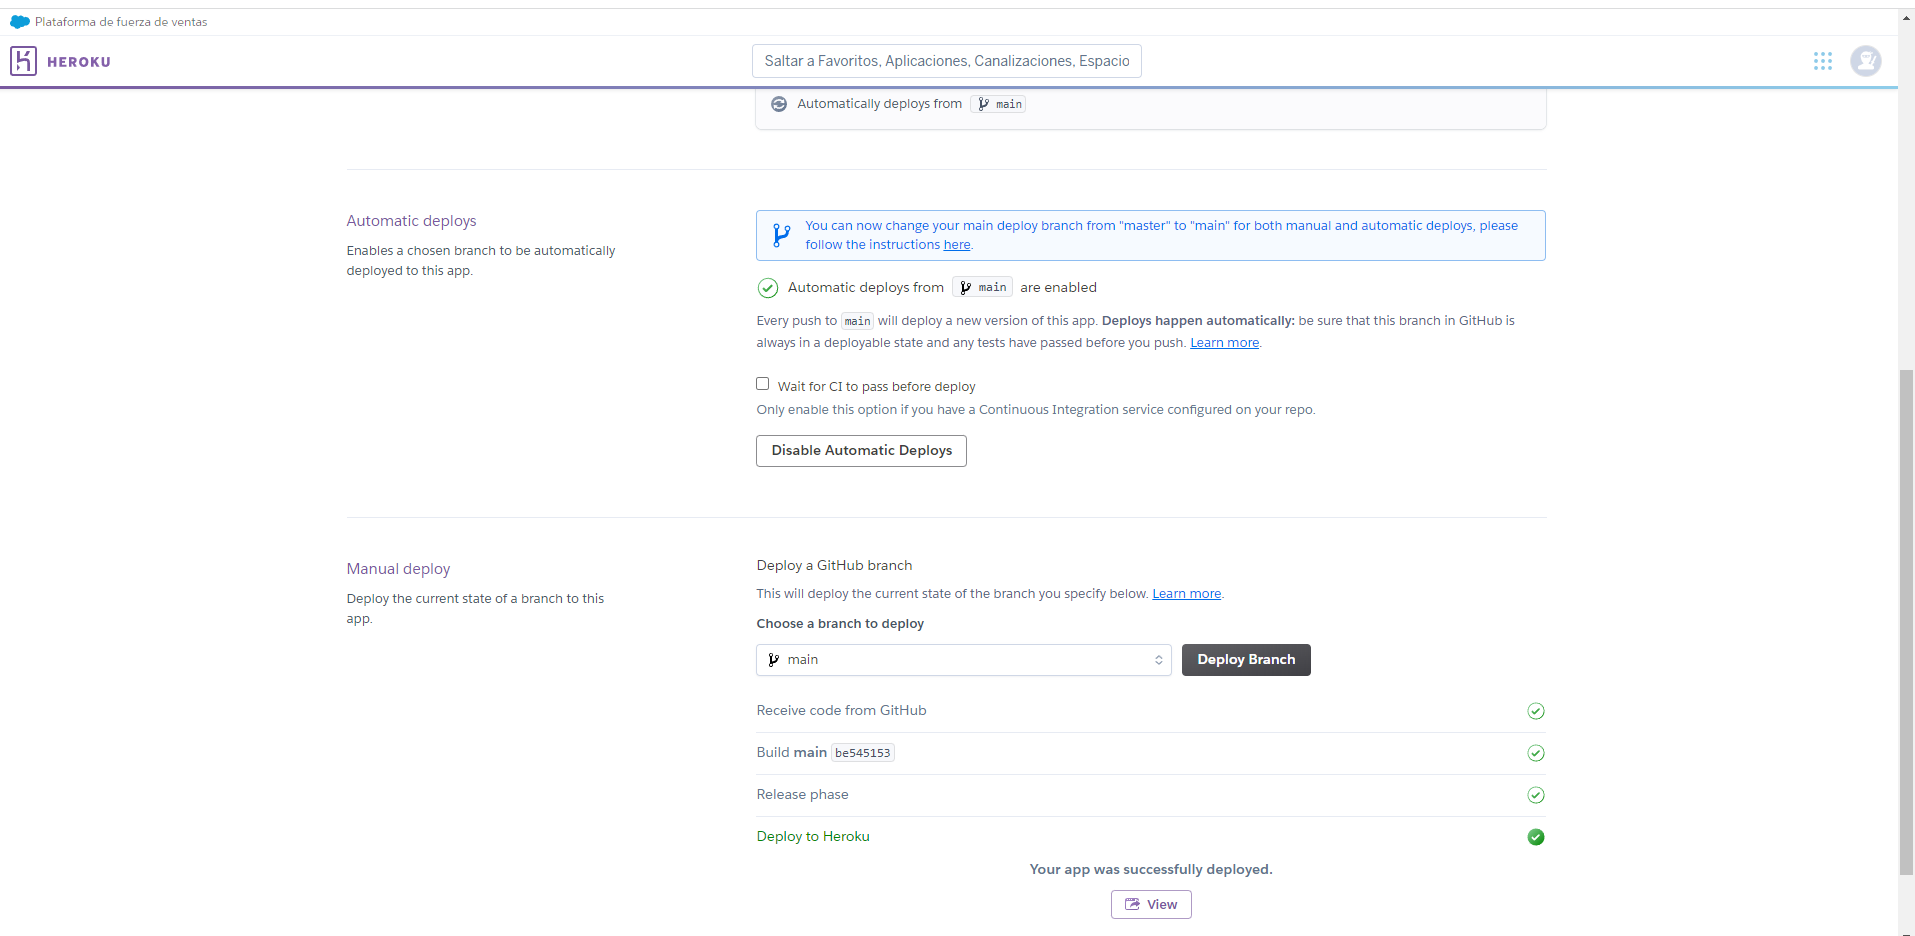 Plataforma de fuerza de ventas
HEROKU
Saltar a Favoritos, Aplicaciones, Canalizaciones, Espacio
Automatically deploys from main
Automatic deploys
Enables a chosen branch to be automatically
deployed to this app.
You can now change your main deploy branch from "master" to "main" for both manual and automatic deploys, please
follow the instructions here.
Automatic deploys from main are enabled
Every push to main will deploy a new version of this app. Deploys happen automatically: be sure that this branch in GitHub is
always in a deployable state and any tests have passed before you push. Learn more.
Wait for CI to pass before deploy
Only enable this option if you have a Continuous Integration service configured on your repo.
Disable Automatic Deploys
Manual deploy
Deploy the current state of a branch to this
app.
Deploy a GitHub branch
This will deploy the current state of the branch you specify below. Learn more.
Choose a branch to deploy
main
Deploy Branch
Receive code from GitHub
Build main be545153
Release phase
Deploy to Heroku
Your app was successfully deployed.
View